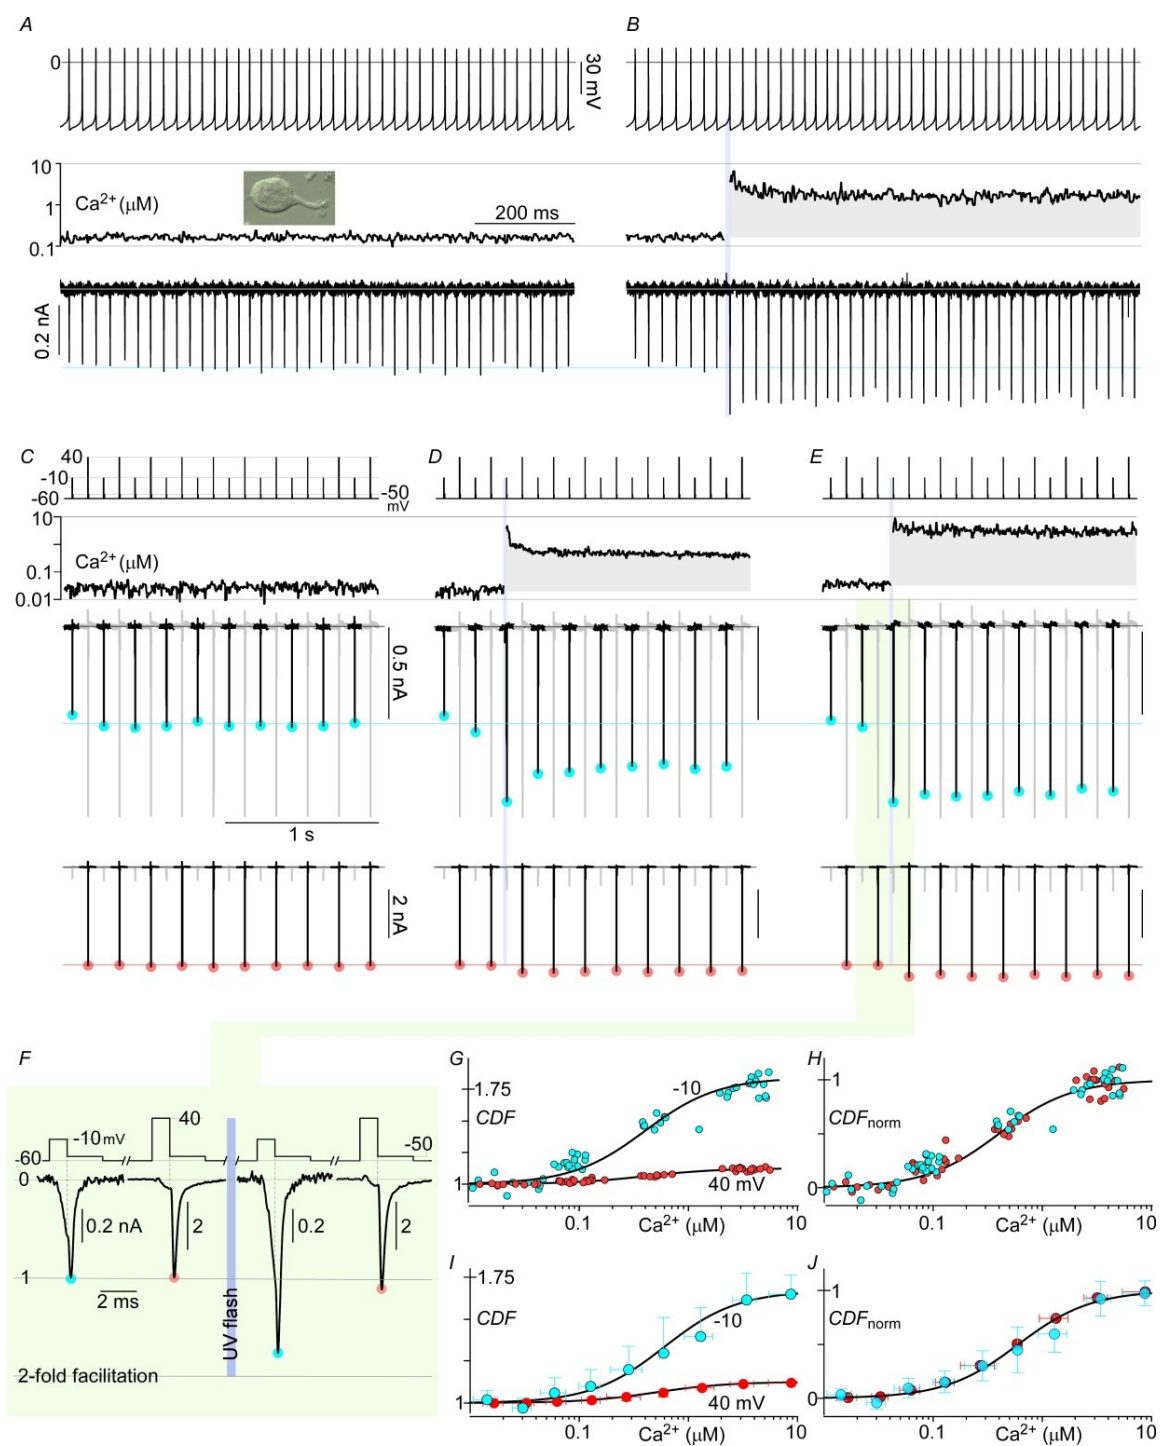 A
B
0
30 mV
10
1
0.1
Ca²⁺ (μM)
200 ms
0.2 nA
C
D
E
40
-10
-60
-50
mV
10
0.1
0.01
Ca²⁺ (μM)
0.5 nA
1 s
2 nA
F
-10 mV
40
-60
-50
0
0.2 nA
2
0.2
2
1
2 ms
UV flash
2-fold facilitation
G
1.75
CDF
1
-10
40 mV
0.1
Ca²⁺ (μM)
10
H
1
CDFnorm
0
0.1
Ca²⁺ (μM)
10
I
1.75
CDF
1
-10
40 mV
0.1
Ca²⁺ (μM)
10
J
1
CDFnorm
0
0.1
Ca²⁺ (μM)
10